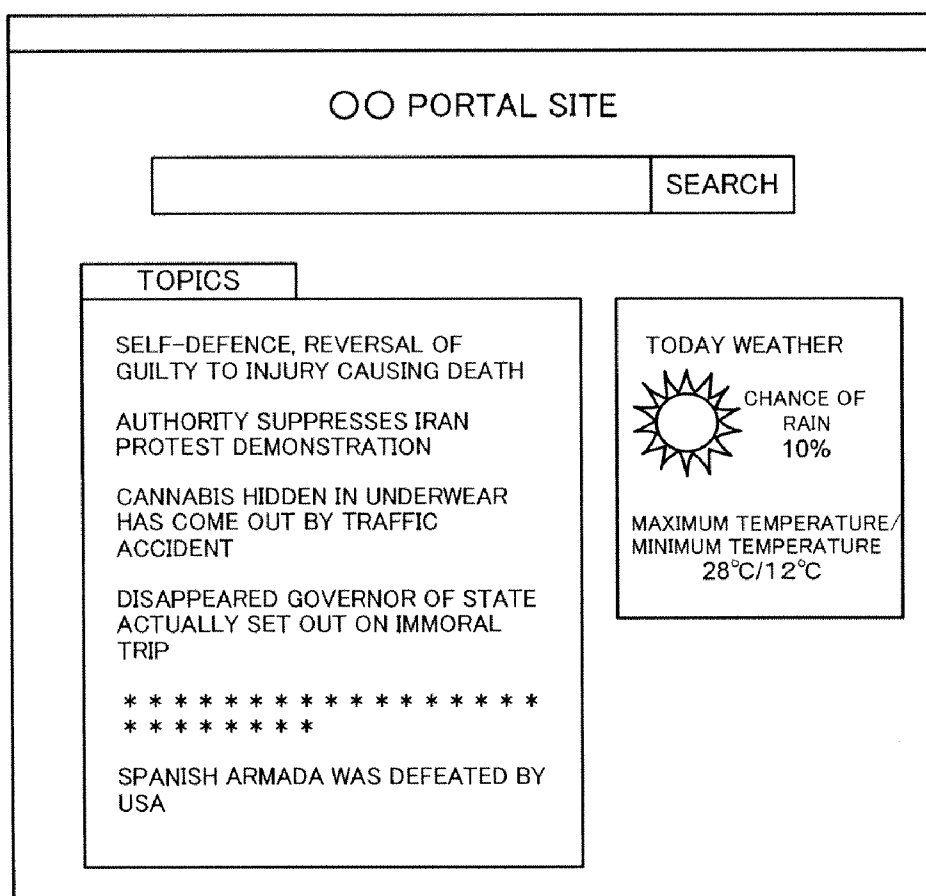 ○○ PORTAL SITE
SEARCH
TOPICS
SELF-DEFENCE, REVERSAL OF
GUILTY TO INJURY CAUSING DEATH
AUTHORITY SUPPRESSES IRAN
PROTEST DEMONSTRATION
CANNABIS HIDDEN IN UNDERWEAR
HAS COME OUT BY TRAFFIC
ACCIDENT
DISAPPEARED GOVERNOR OF STATE
ACTUALLY SET OUT ON IMMORAL
TRIP
* * * * * * * * * * * * * * * * *
* * * * * * * *
SPANISH ARMADA WAS DEFEATED BY
USA
TODAY WEATHER
CHANCE OF
RAIN
10%
MAXIMUM TEMPERATURE/
MINIMUM TEMPERATURE
28°C/12°C